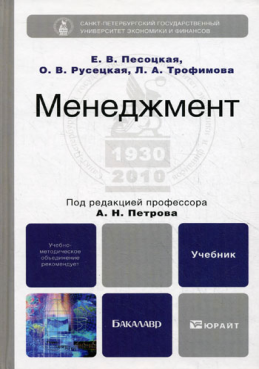 САНКТ-ПЕТЕРБУРГСКИЙ ГОСУДАРСТВЕННЫЙ
УНИВЕРСИТЕТ ЭКОНОМИКИ И ФИНАНСОВ
Е. В. Песоцкая,
О. В. Русецкая, Л. А. Трофимова
Менеджмент
1930
2010
Под редакцией профессора
А. Н. Петрова
Учебно-
методическое
объединение
рекомендует
Учебник
БАКАЛАВР
ЮРАЙТ